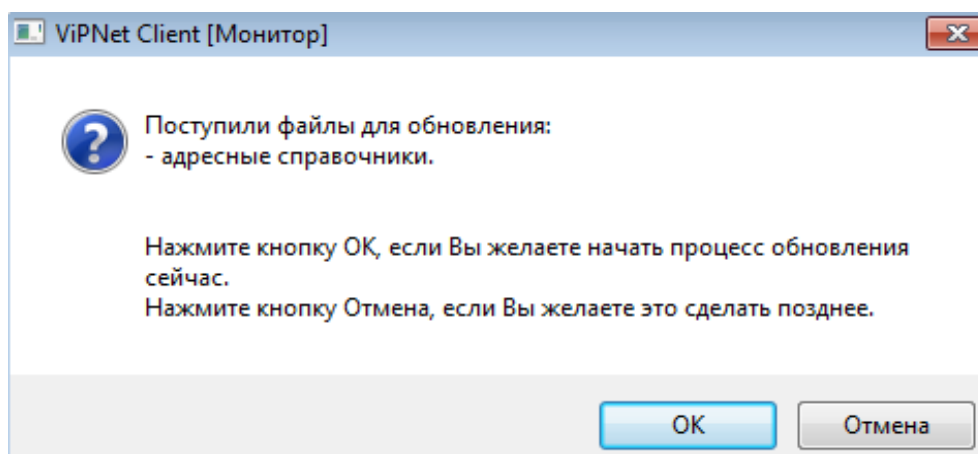 ViPNet Client [Монитор]
Поступили файлы для обновления:
- адресные справочники.
Нажмите кнопку ОК, если Вы желаете начать процесс обновления
сейчас.
Нажмите кнопку Отмена, если Вы желаете это сделать позднее.
ОК
Отмена